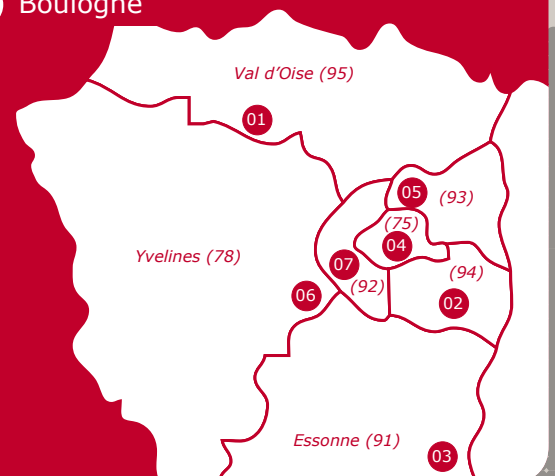 Boulogne
Val d’Oise (95)
01
05
(93)
(75)
04
Yvelines (78)
07
(94)
(92)
06
02
Essonne (91)
03